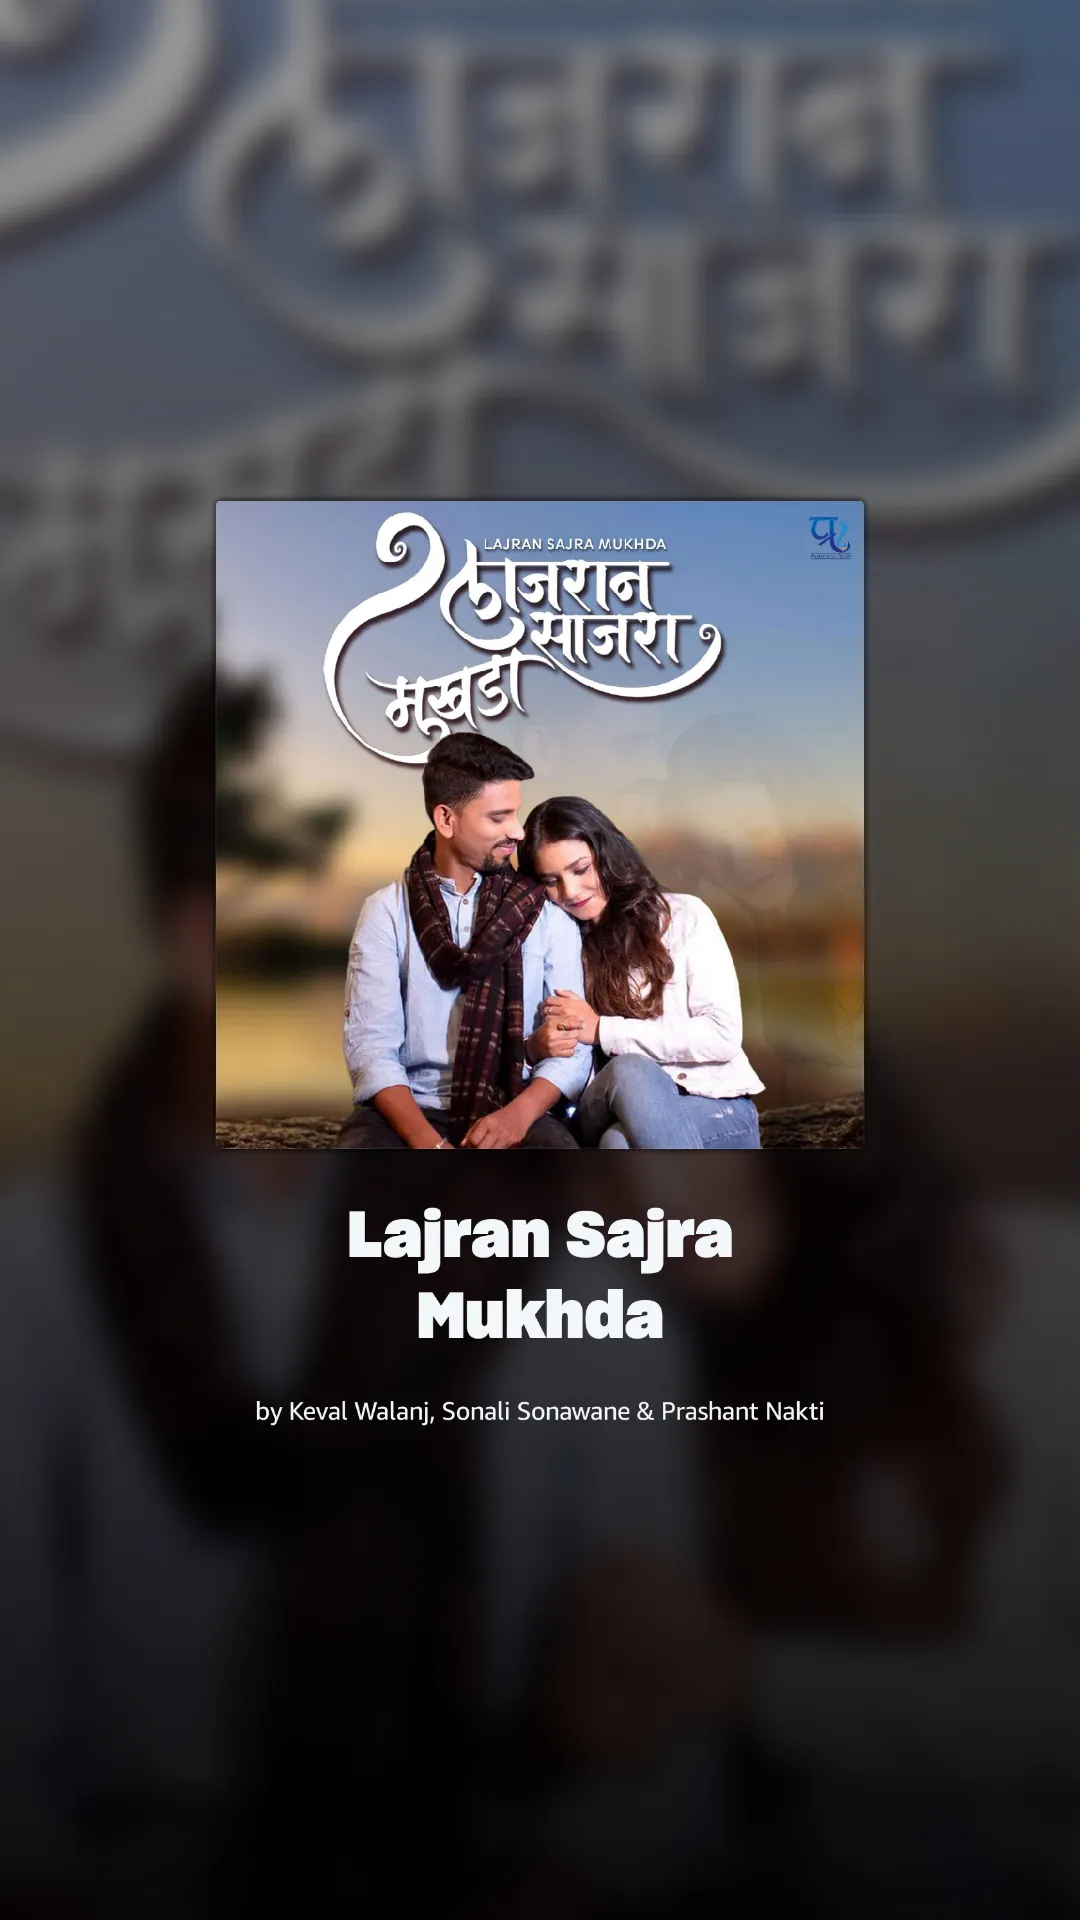 LAJRAN SAJRA MUKHDA
लाजरान
साजरा
मुखडा
Lajran Sajra
Mukhda
by Keval Walanj, Sonali Sonawane & Prashant Nakti